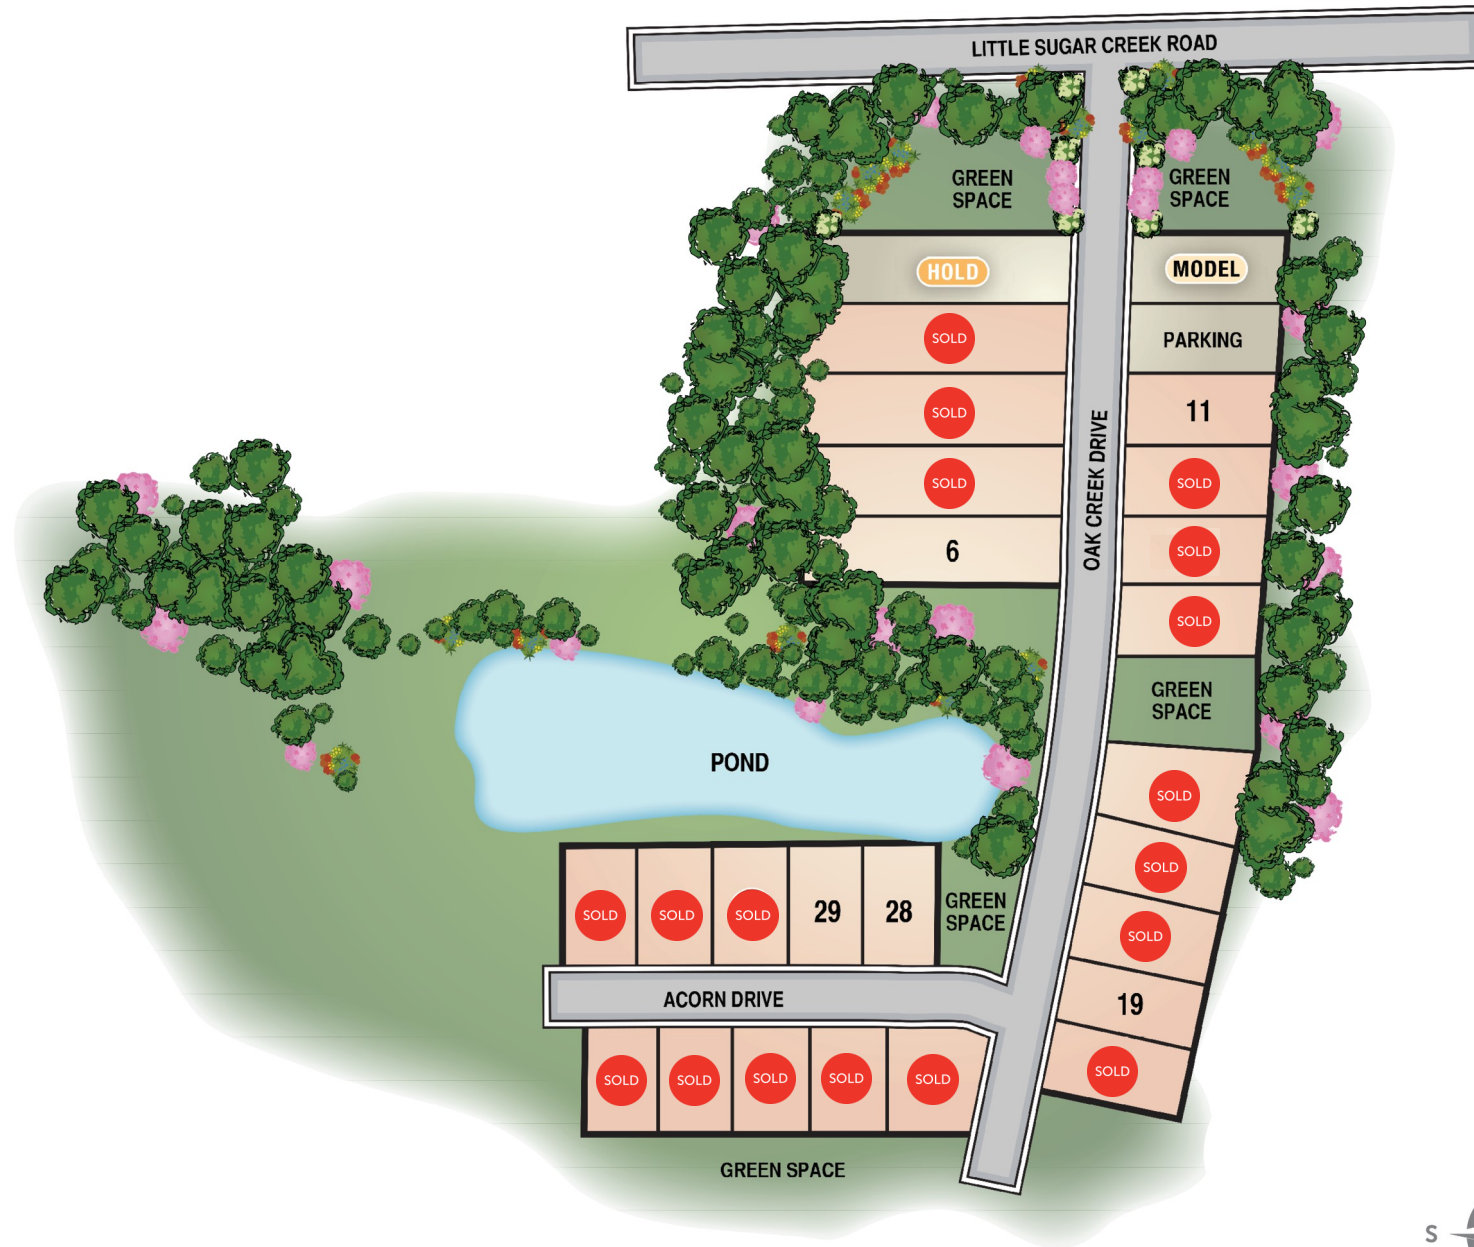 LITTLE SUGAR CREEK ROAD
GREEN
SPACE
GREEN
SPACE
HOLD
MODEL
SOLD
PARKING
SOLD
11
SOLD
SOLD
OAK CREEK DRIVE
6
SOLD
SOLD
GREEN
SPACE
POND
SOLD
SOLD
SOLD
SOLD
SOLD
29
28
GREEN
SPACE
SOLD
ACORN DRIVE
19
SOLD
SOLD
SOLD
SOLD
SOLD
SOLD
GREEN SPACE
S